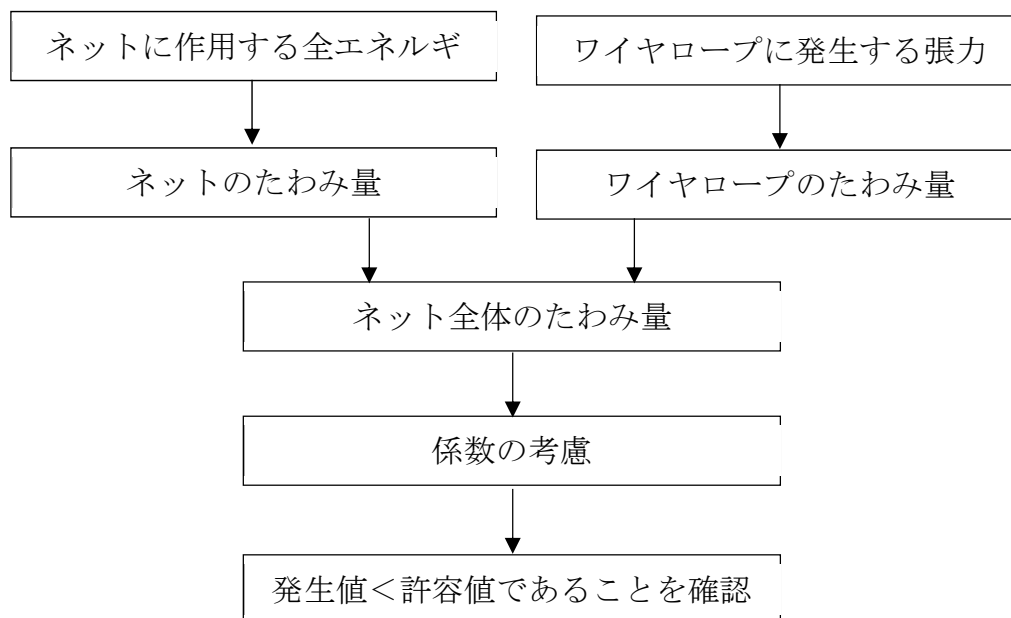 ネットに作用する全エネルギ
ワイヤロープに発生する張力
ネットのたわみ量
ワイヤロープのたわみ量
ネット全体のたわみ量
係数の考慮
発生値＜許容値であることを確認